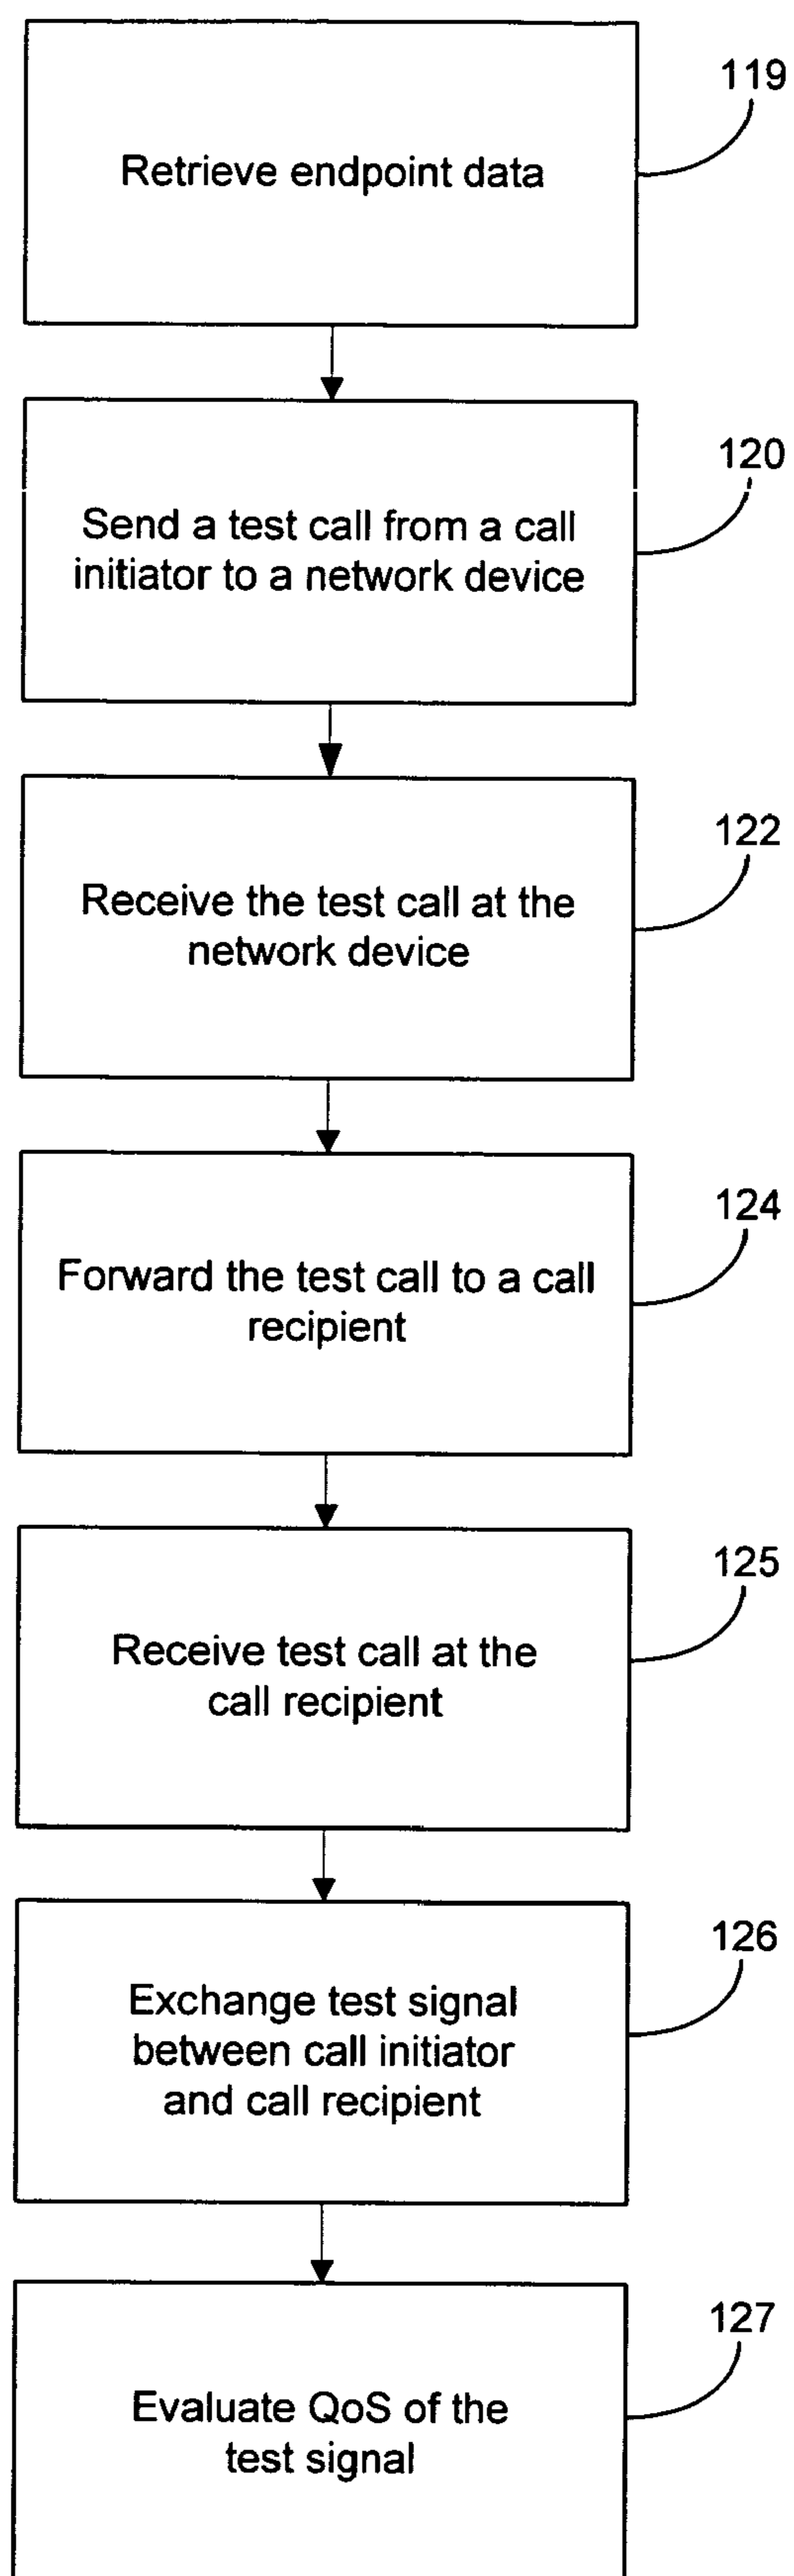 119
Retrieve endpoint data
120
Send a test call from a call
initiator to a network device
122
Receive the test call at the
network device
124
Forward the test call to a call
recipient
125
Receive test call at the
call recipient
126
Exchange test signal
between call initiator
and call recipient
127
Evaluate QoS of the
test signal